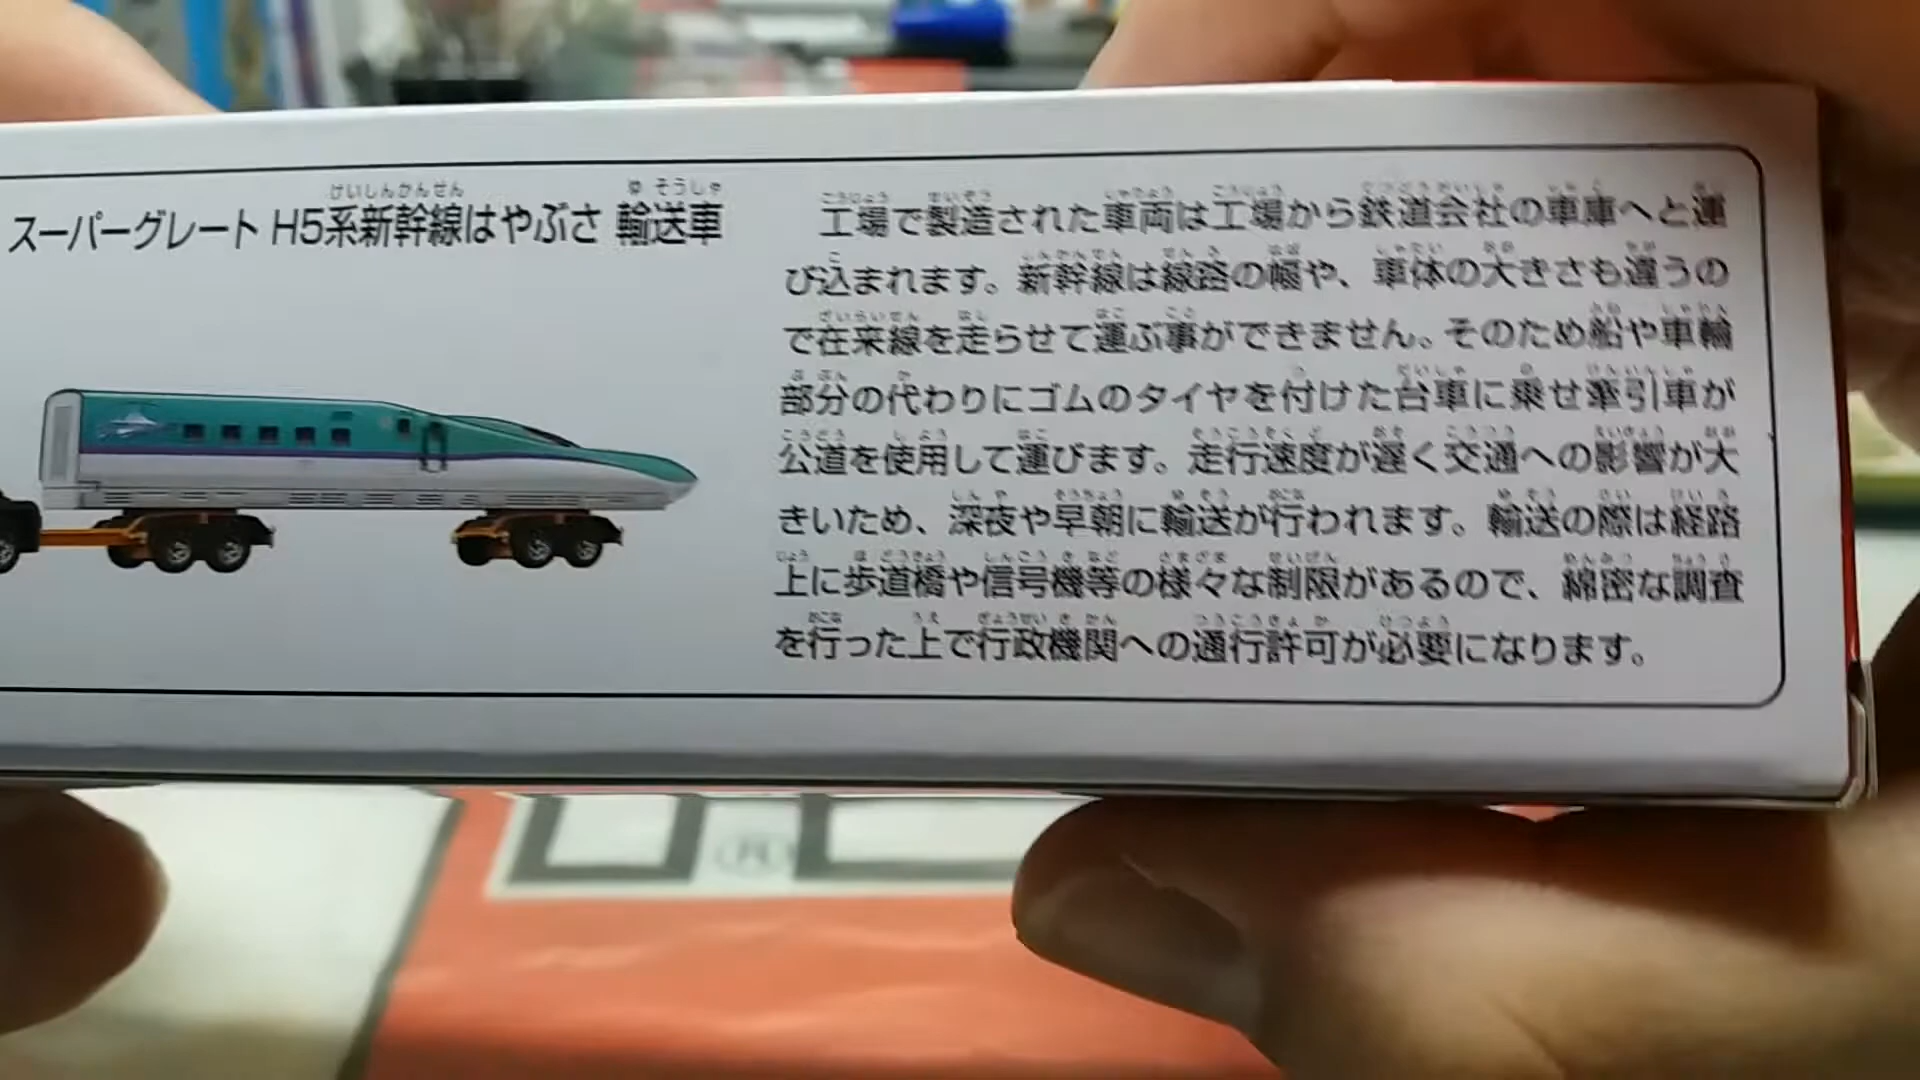 スーパーグレート H5系新幹線はやぶさ 輸送車
工場で製造された車両は工場から鉄道会社の車庫へと運
び込まれます。新幹線は線路の幅や、車体の大きさも違うの
で在来線を走らせて運ぶ事ができません。そのため船や車輪
部分の代わりにゴムのタイヤを付けた台車に乗せ牽引車が
公道を使用して運びます。走行速度が遅く交通への影響が大
きいため、深夜や早朝に輸送が行われます。輸送の際は経路
上に歩道橋や信号機等の様々な制限があるので、綿密な調査
を行った上で行政機関への通行許可が必要になります。